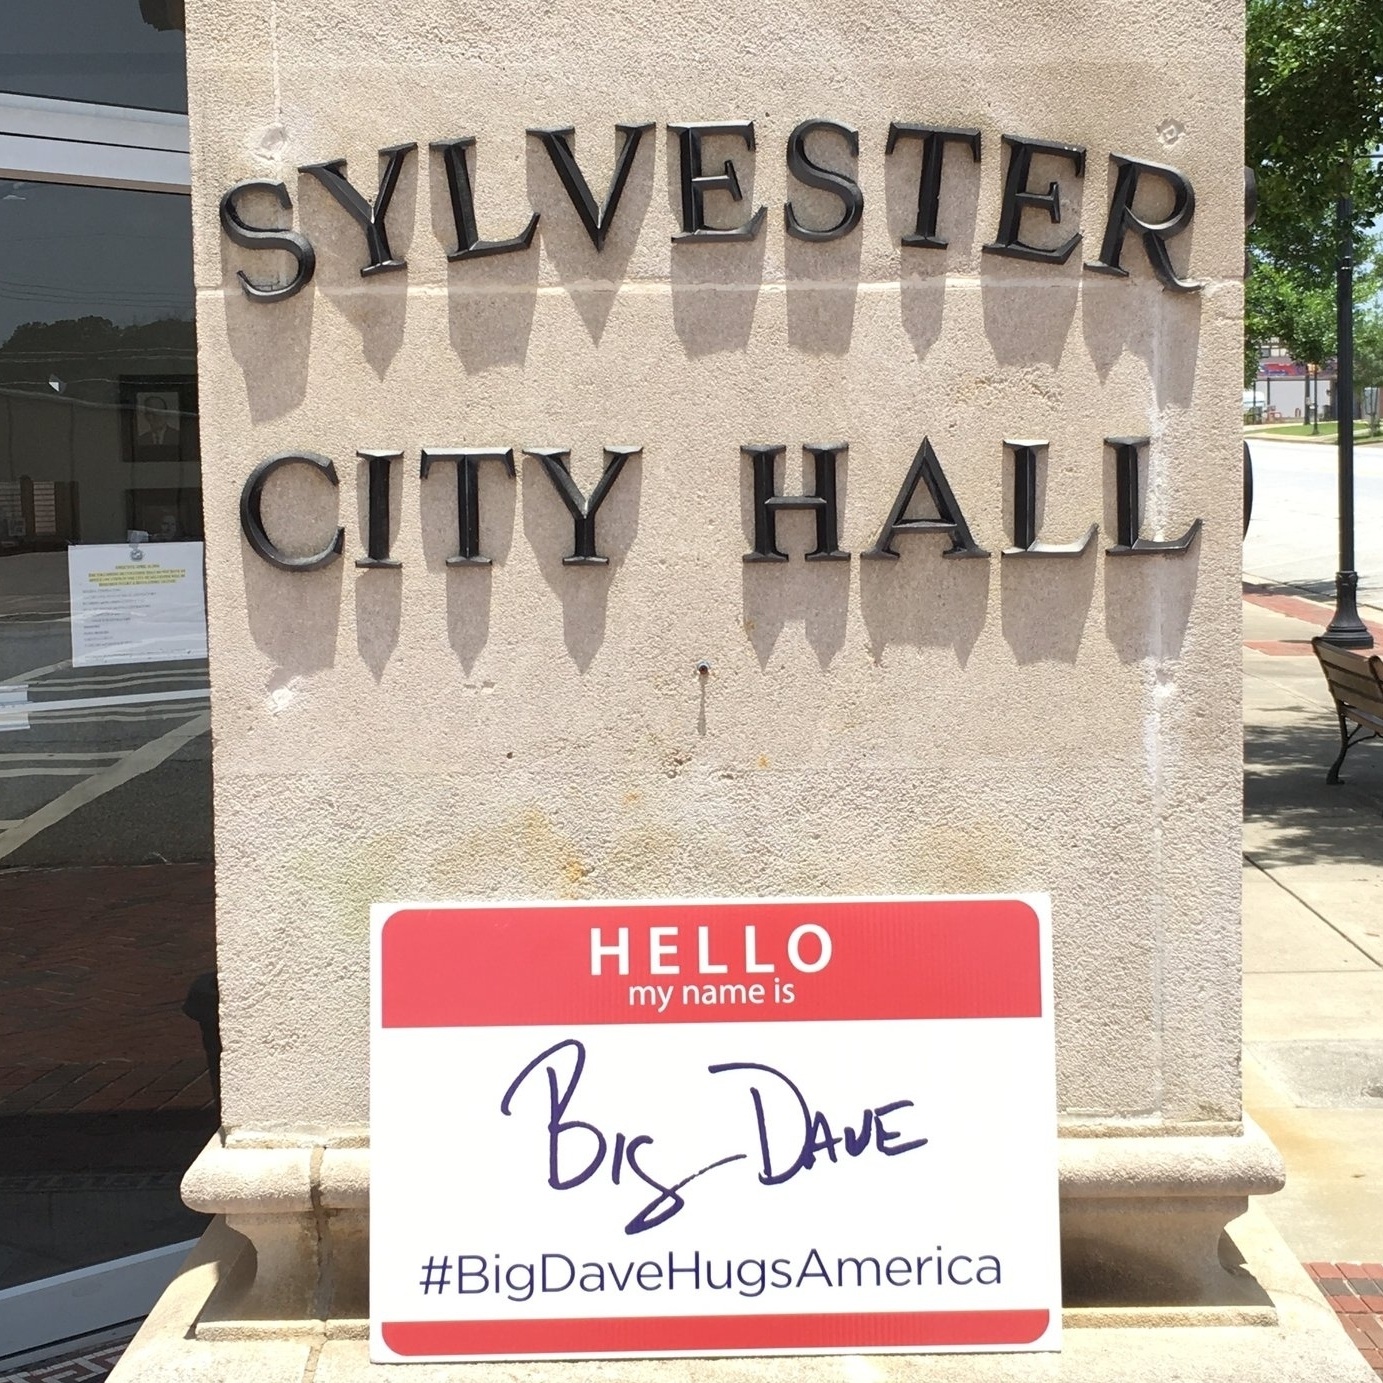 SYLVESTER
CITY HALL
HELLO
my name is
Big Dave
#BigDaveHugsAmerica